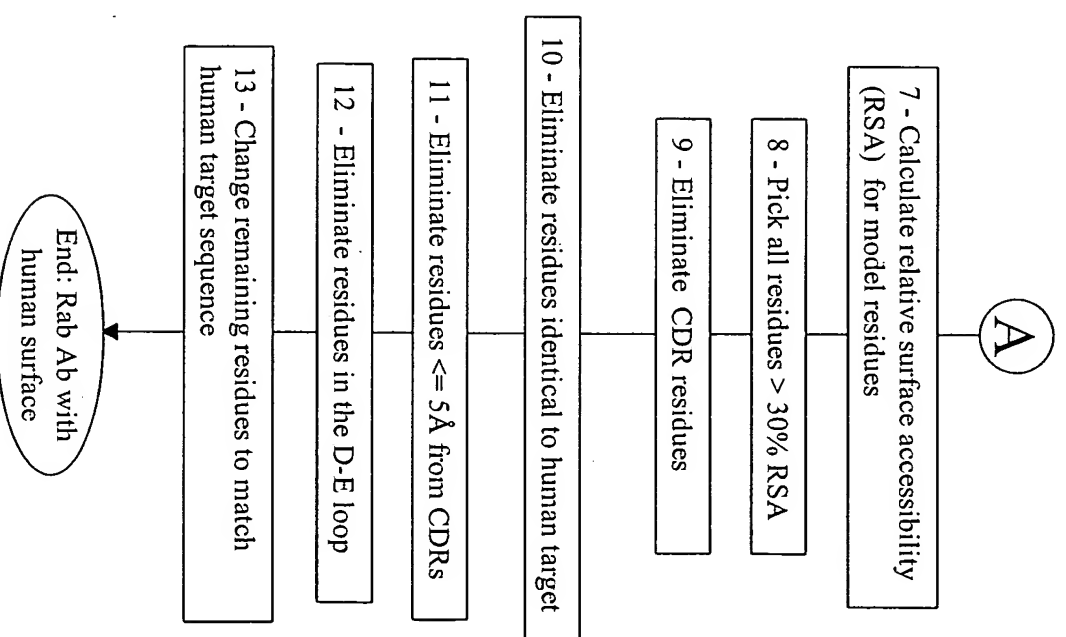 A
7 - Calculate relative surface accessibility
(RSA) for model residues
8 - Pick all residues > 30% RSA
9 - Eliminate CDR residues
10 - Eliminate residues identical to human target
11 - Eliminate residues <= 5Å from CDRs
12 - Eliminate residues in the D-E loop
13 - Change remaining residues to match
human target sequence
End: Rab Ab with
human surface